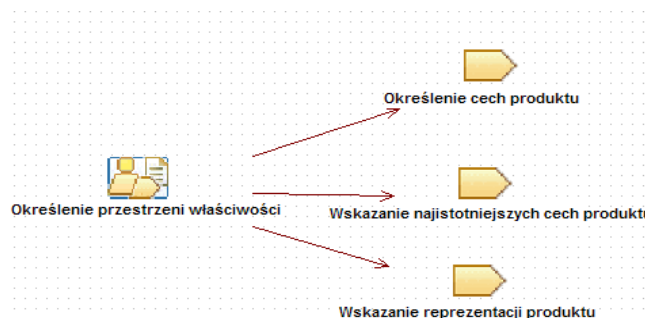 Określenie cech produktu
Określenie przestrzeni właściwości
Wskazanie najistotniejszych cech produktu
Wskazanie reprezentacji produktu